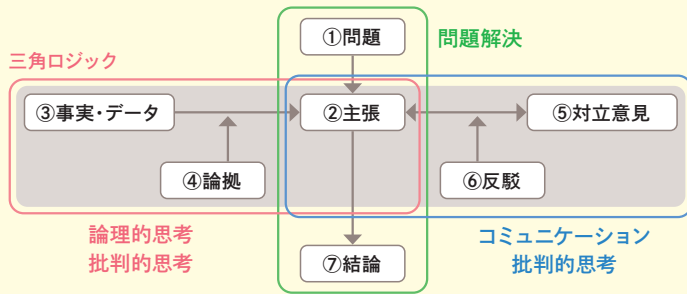 ①問題
問題解決
三角ロジック
③事実・データ
②主張
⑤対立意見
④論拠
⑥反駁
論理的思考
批判的思考
コミュニケーション
批判的思考
⑦結論